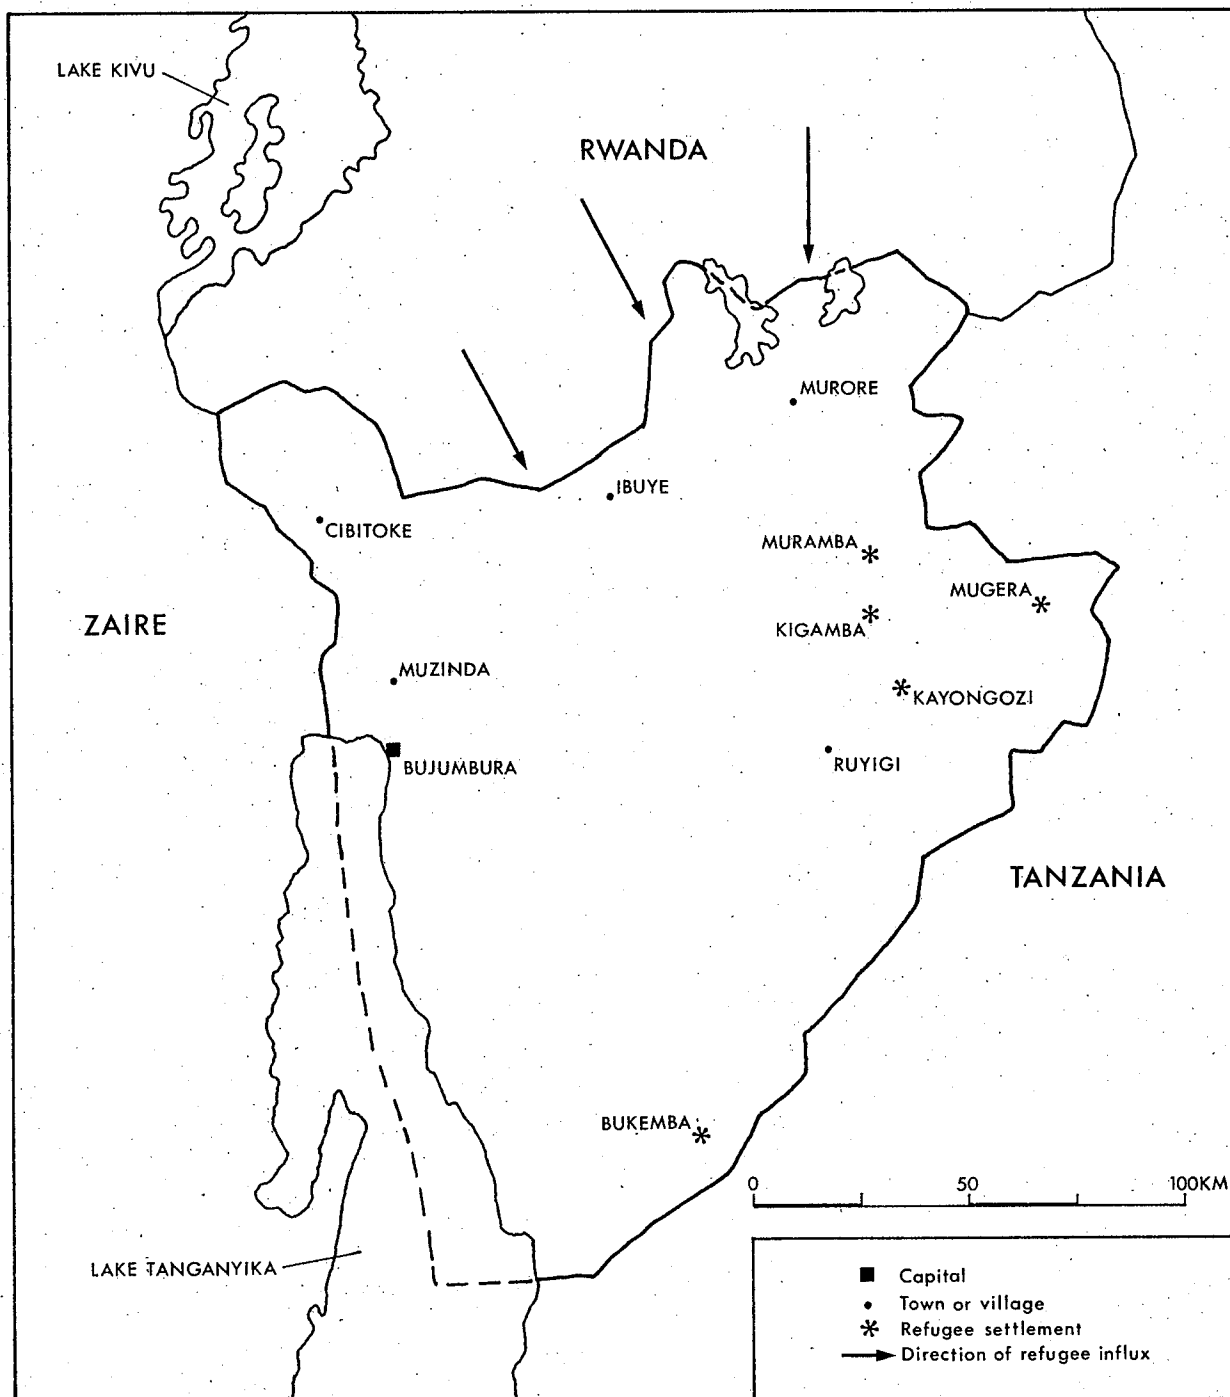 LAKE KIVU
RWANDA
MURORE
IBUYE
CIBITOKE
MURAMBA
MUGERA
ZAIRE
KIGAMBA
MUZINDA
KAYONGOZI
BUJUMBURA
RUYIGI
TANZANIA
BUKEMBA
0 50 100KM
LAKE TANGANYIKA
Capital
Town or village
Refugee settlement
Direction of refugee influx